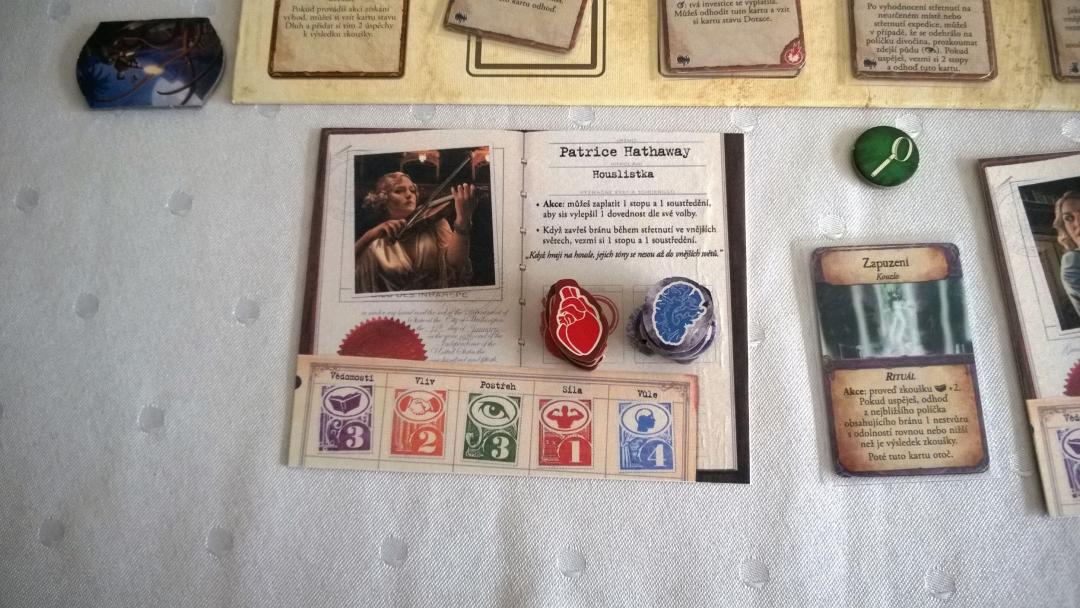 Pokud provádíš akci získání
výhod, můžeš si vzít kartu stavu
Dluh a přidat si tím 2 úspěchy
k výsledku zkoušky.
kartu odhoď.
tvá investice se vyplatila.
Můžeš odhodit tuto kartu a vzít
si kartu stavu Dotace.
Po vyhodnocení střetnutí na
neurčeném místě nebo
střetnutí expedice, můžeš
v případě, že se odehrálo na
políčku divočina, prozkoumat
zdejší půdu ( ). Pokud
uspěješ, vezmi si 2 stopy
a odhoď tuto kartu.
Patrice Hathaway
Houslistka
• Akce: můžeš zaplatit 1 stopu a 1 soustředění,
aby sis vylepšil 1 dovednost dle své volby.
• Když zavřeš bránu během střetnutí ve vnějších
světech, vezmi si 1 stopu a 1 soustředění.
„Když hraji na housle, jejich tóny se nesou až do vnějších světů.“
Vědomosti
Vliv
Postřeh
Síla
Vůle
3
2
3
1
4
Zapuzení
Kouzlo
Rituál
Akce: proveď zkoušku +2.
Pokud uspěješ, odhoď
z nejbližšího políčka
obsahujícího bránu 1 nestvůru
s odolností rovnou nebo nižší
než je výsledek zkoušky.
Poté tuto kartu otoč.